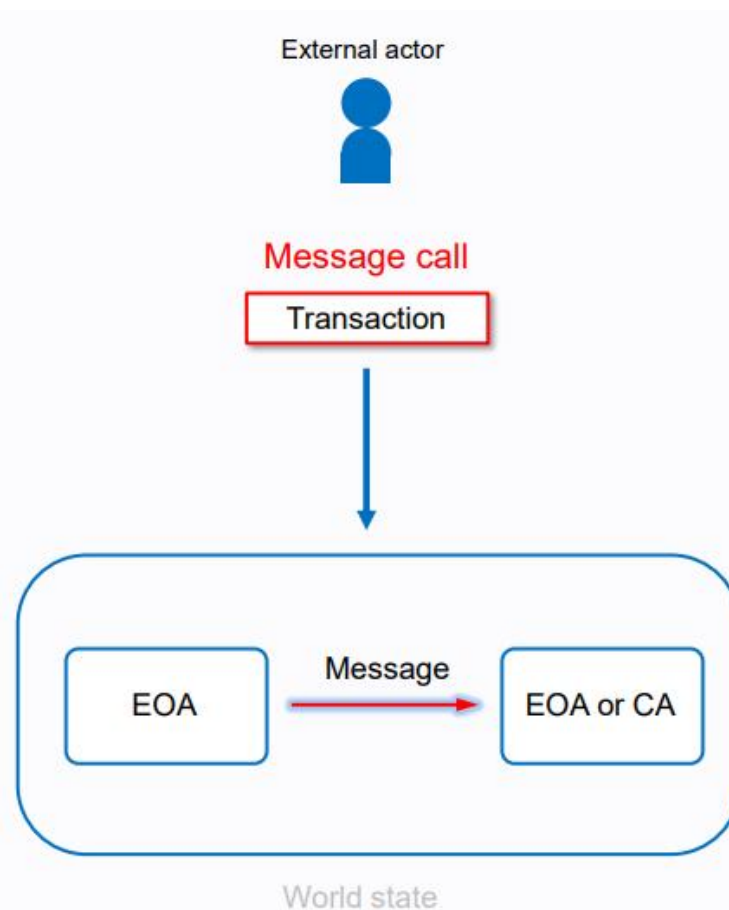 External actor
Message call
Transaction
Message
EOA
EOA or CA
World state